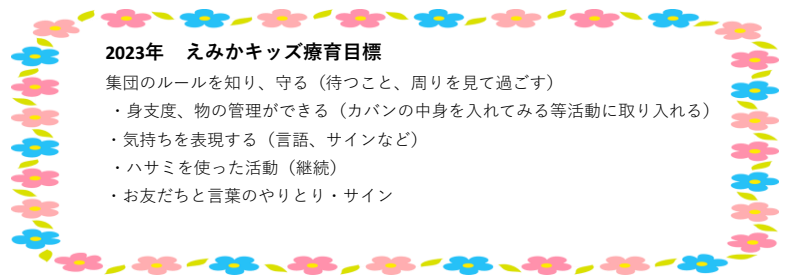 2023年　えみかキッズ療育目標
集団のルールを知り、守る（待つこと、周りを見て過ごす）
・身支度、物の管理ができる（カバンの中身を入れてみる等活動に取り入れる）
・気持ちを表現する（言語、サインなど）
・ハサミを使った活動（継続）
・お友だちと言葉のやりとり・サイン